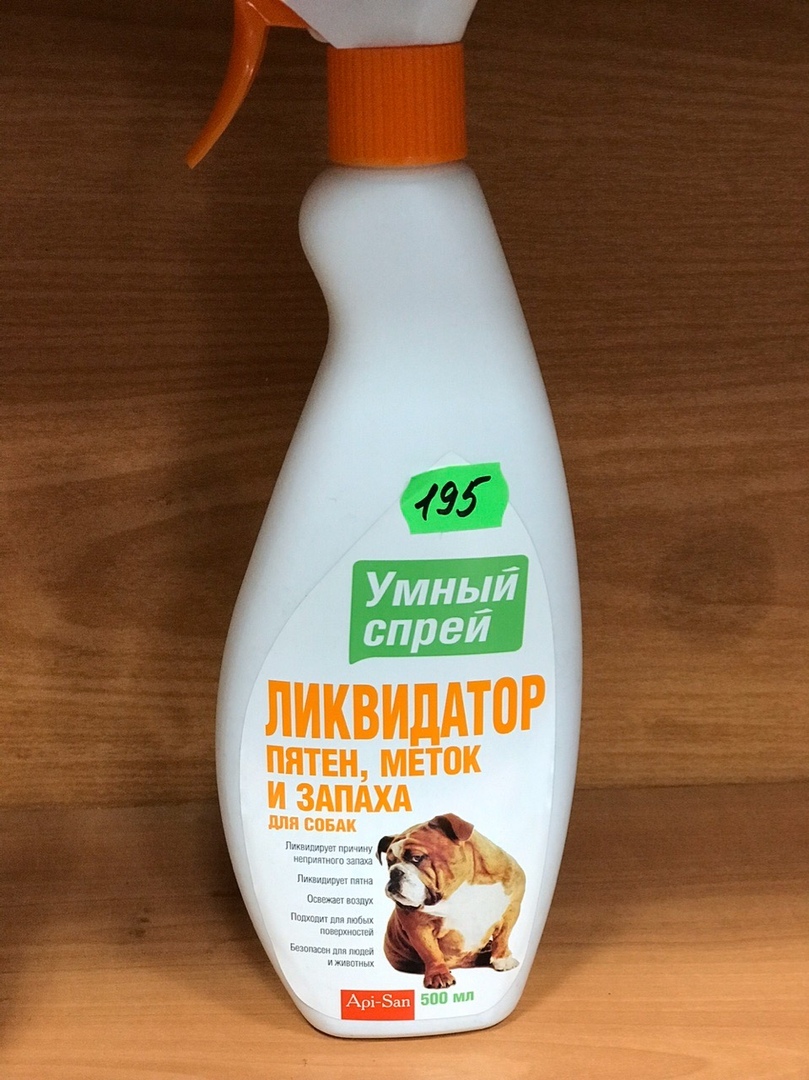 195
Умный
спрей
ЛИКВИДАТОР
ПЯТЕН, МЕТОК
И ЗАПАХА
ДЛЯ СОБАК
Ликвидирует причину
неприятного запаха
Ликвидирует пятна
Освежает воздух
Подходит для любых
поверхностей
Безопасен для людей
и животных
Api-San 500 мл